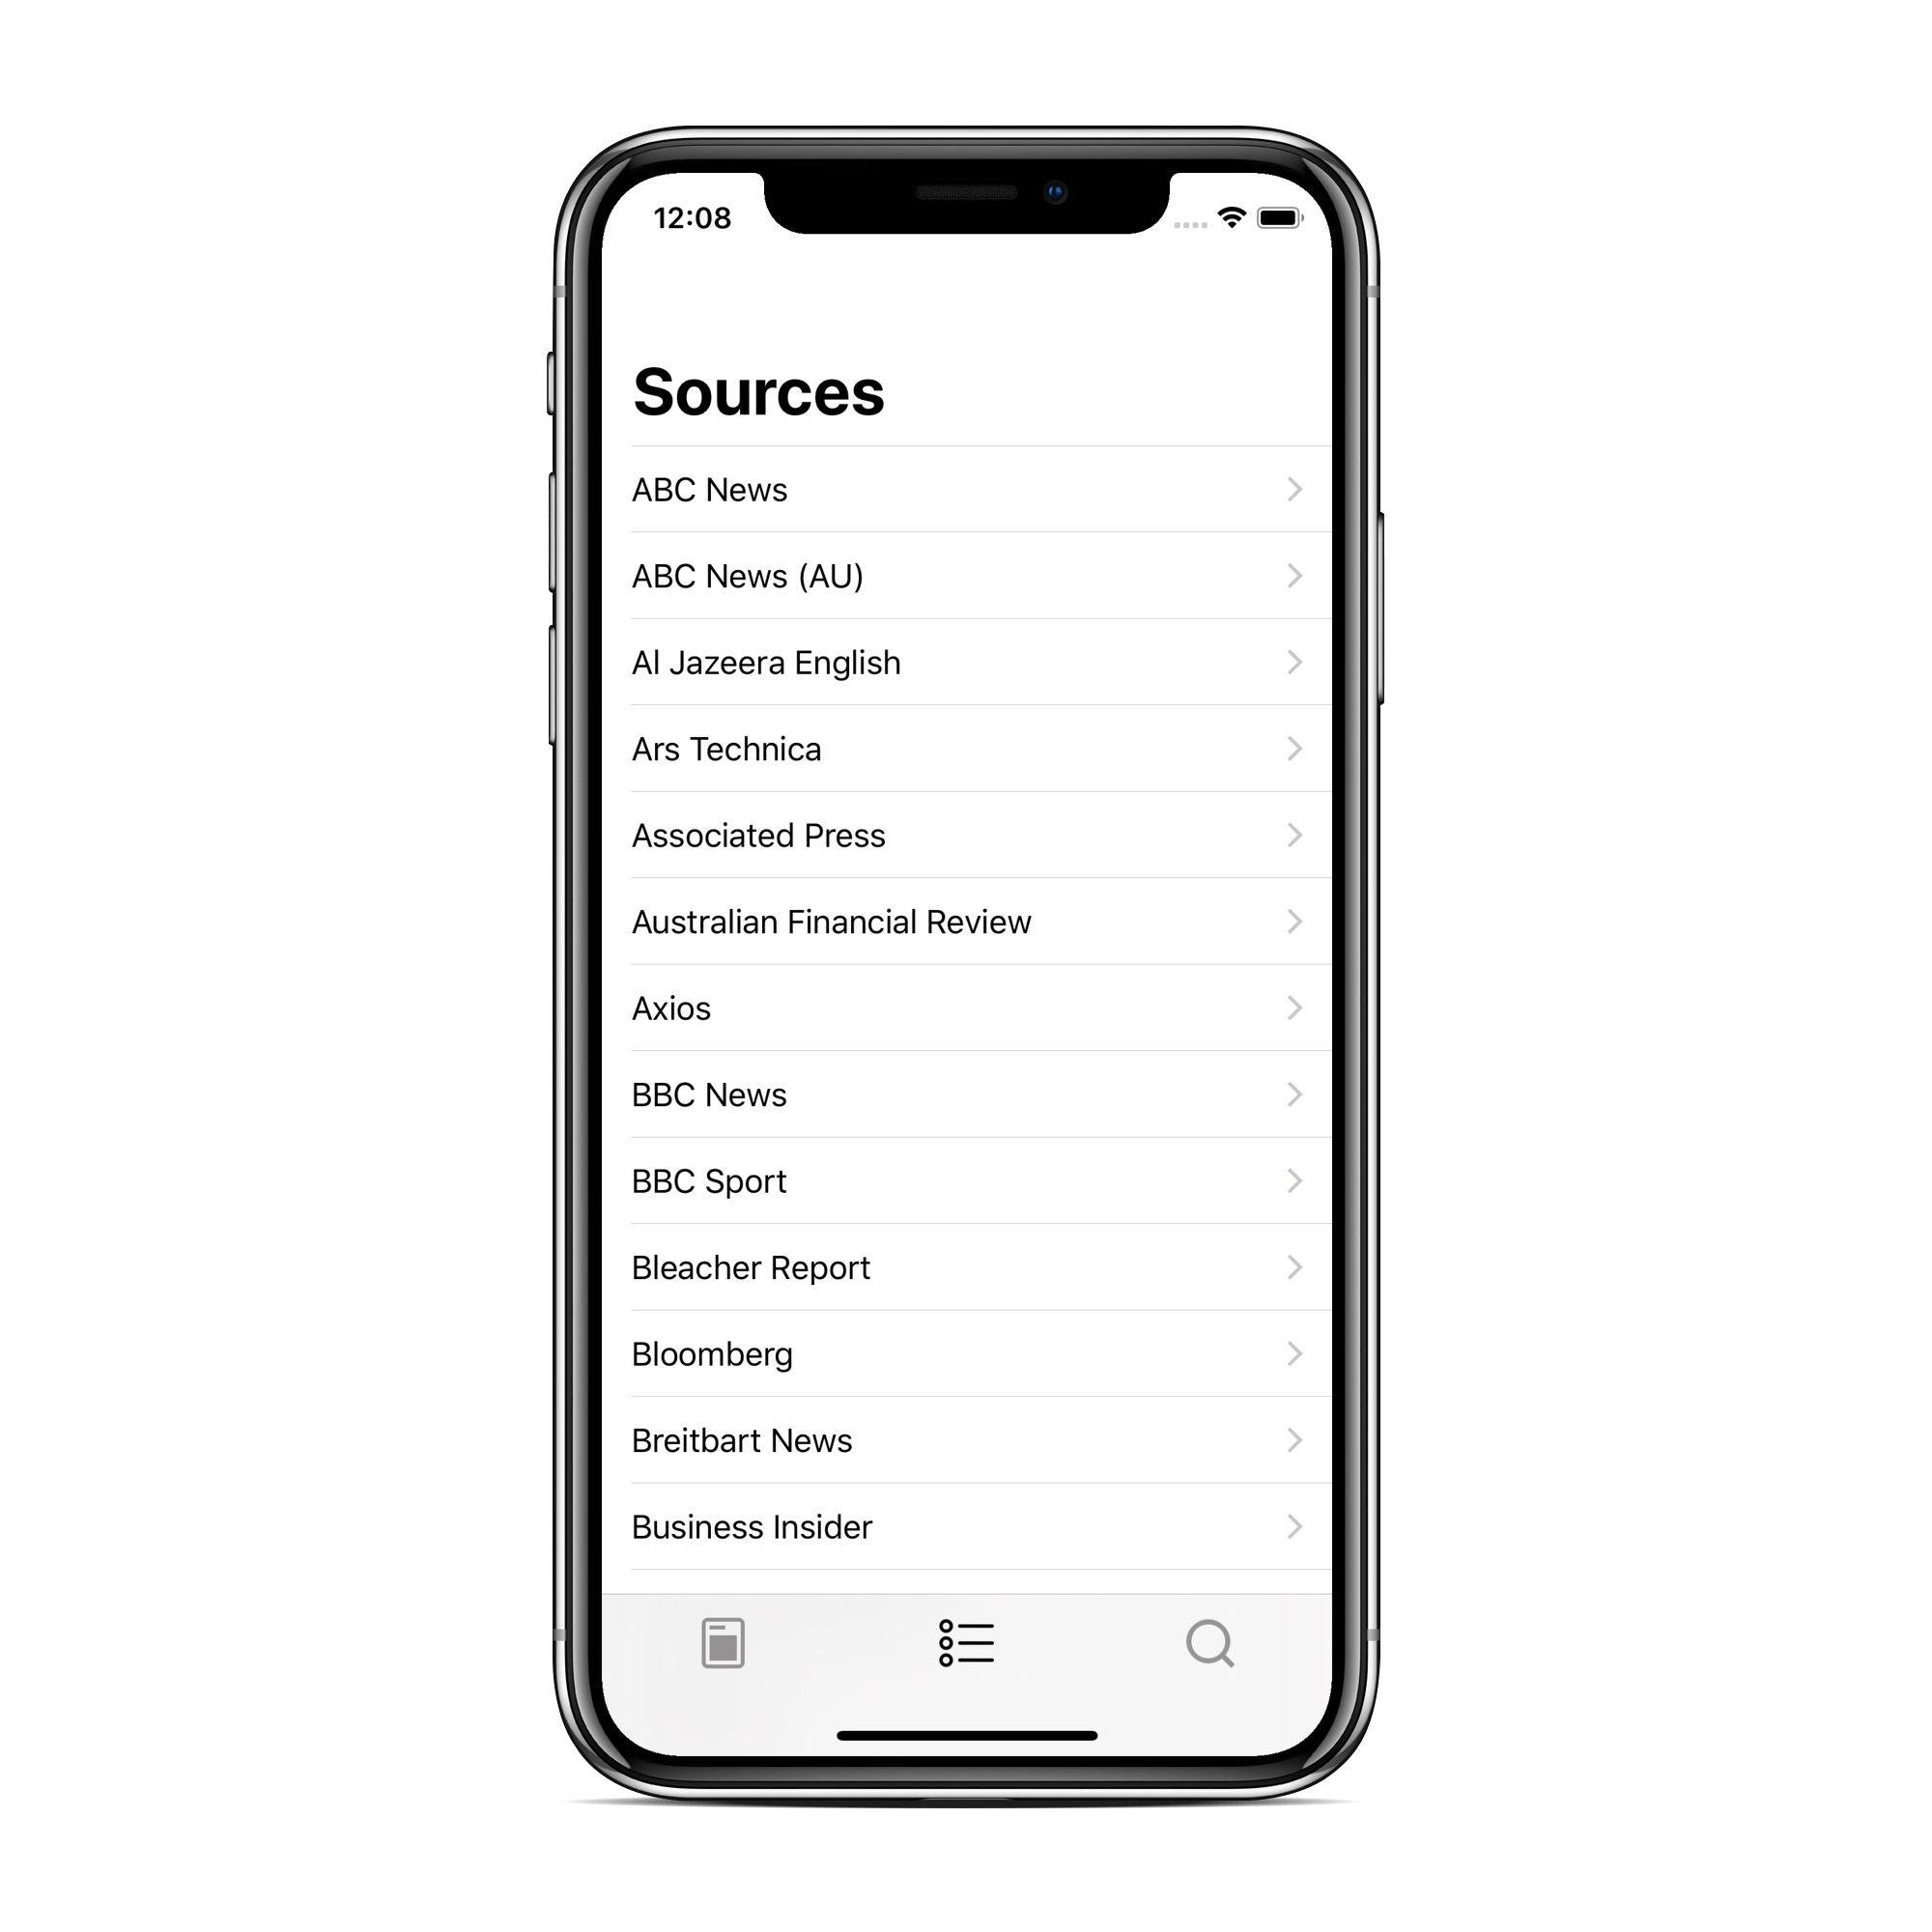 12:08
Sources
ABC News
ABC News (AU)
Al Jazeera English
Ars Technica
Associated Press
Australian Financial Review
Axios
BBC News
BBC Sport
Bleacher Report
Bloomberg
Breitbart News
Business Insider